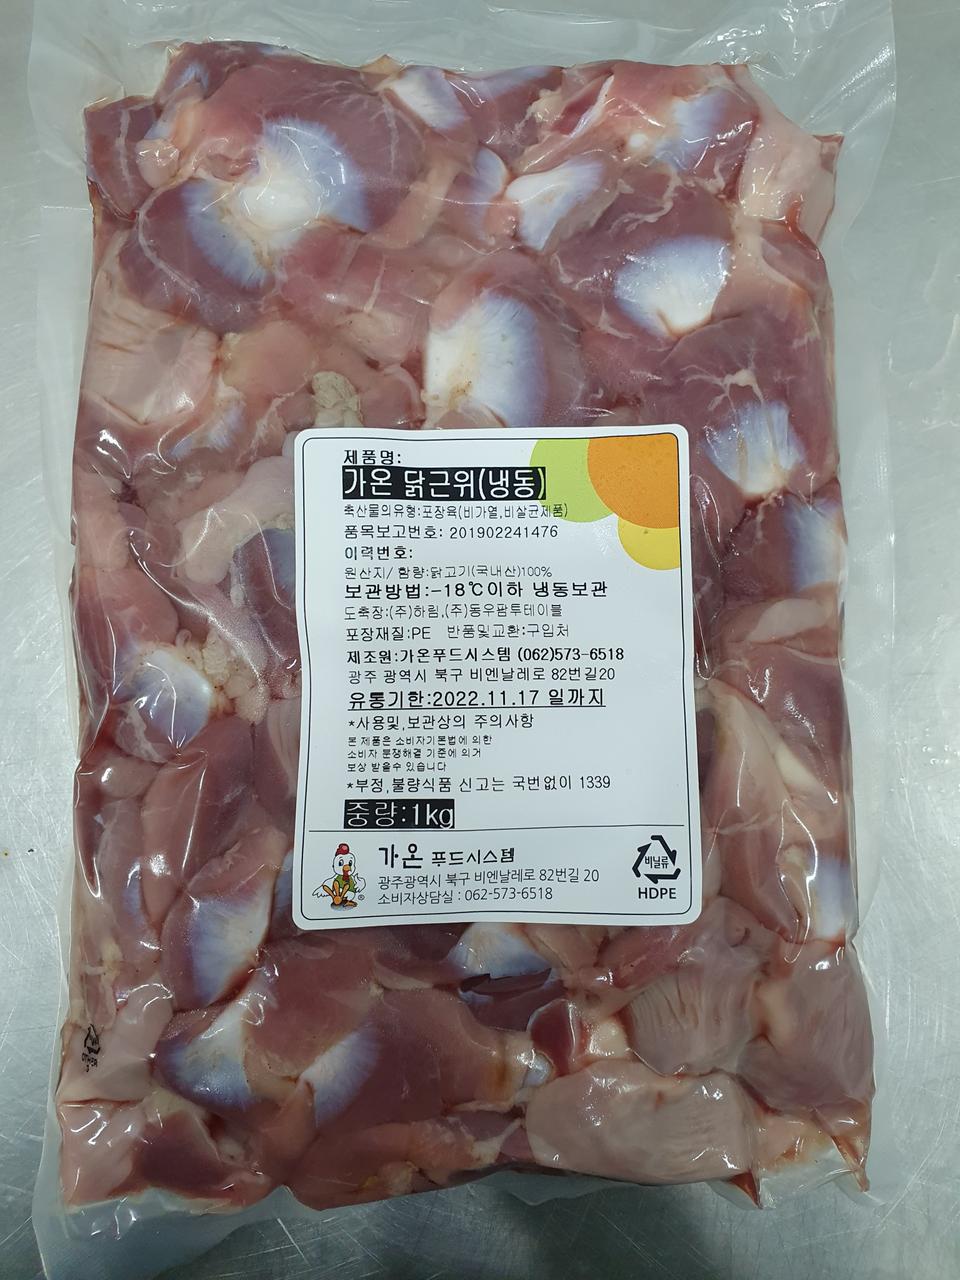 제품명:
가온 닭근위(냉동)
축산물의유형:포장육(비가열,비살균제품)
품목보고번호: 201902241476
이력번호:
원산지/ 함량:닭고기(국내산)100%
보관방법:-18℃이하 냉동보관
도축장:(주)하림,(주)동우팜투테이블
포장재질:PE 반품및교환:구입처
제조원:가온푸드시스템 (062)573-6518
광주 광역시 북구 비엔날레로 82번길20
유통기한:2022.11.17 일까지
*사용및,보관상의 주의사항
본 제품은 소비자기본법에 의한
소비자 분쟁해결 기준에 의거
보상 받을수 있습니다
*부정,불량식품 신고는 국번없이 1339
중량:1kg
가온 푸드시스템
광주광역시 북구 비엔날레로 82번길 20
소비자상담실 : 062-573-6518
®
비닐류
HDPE
OTHER